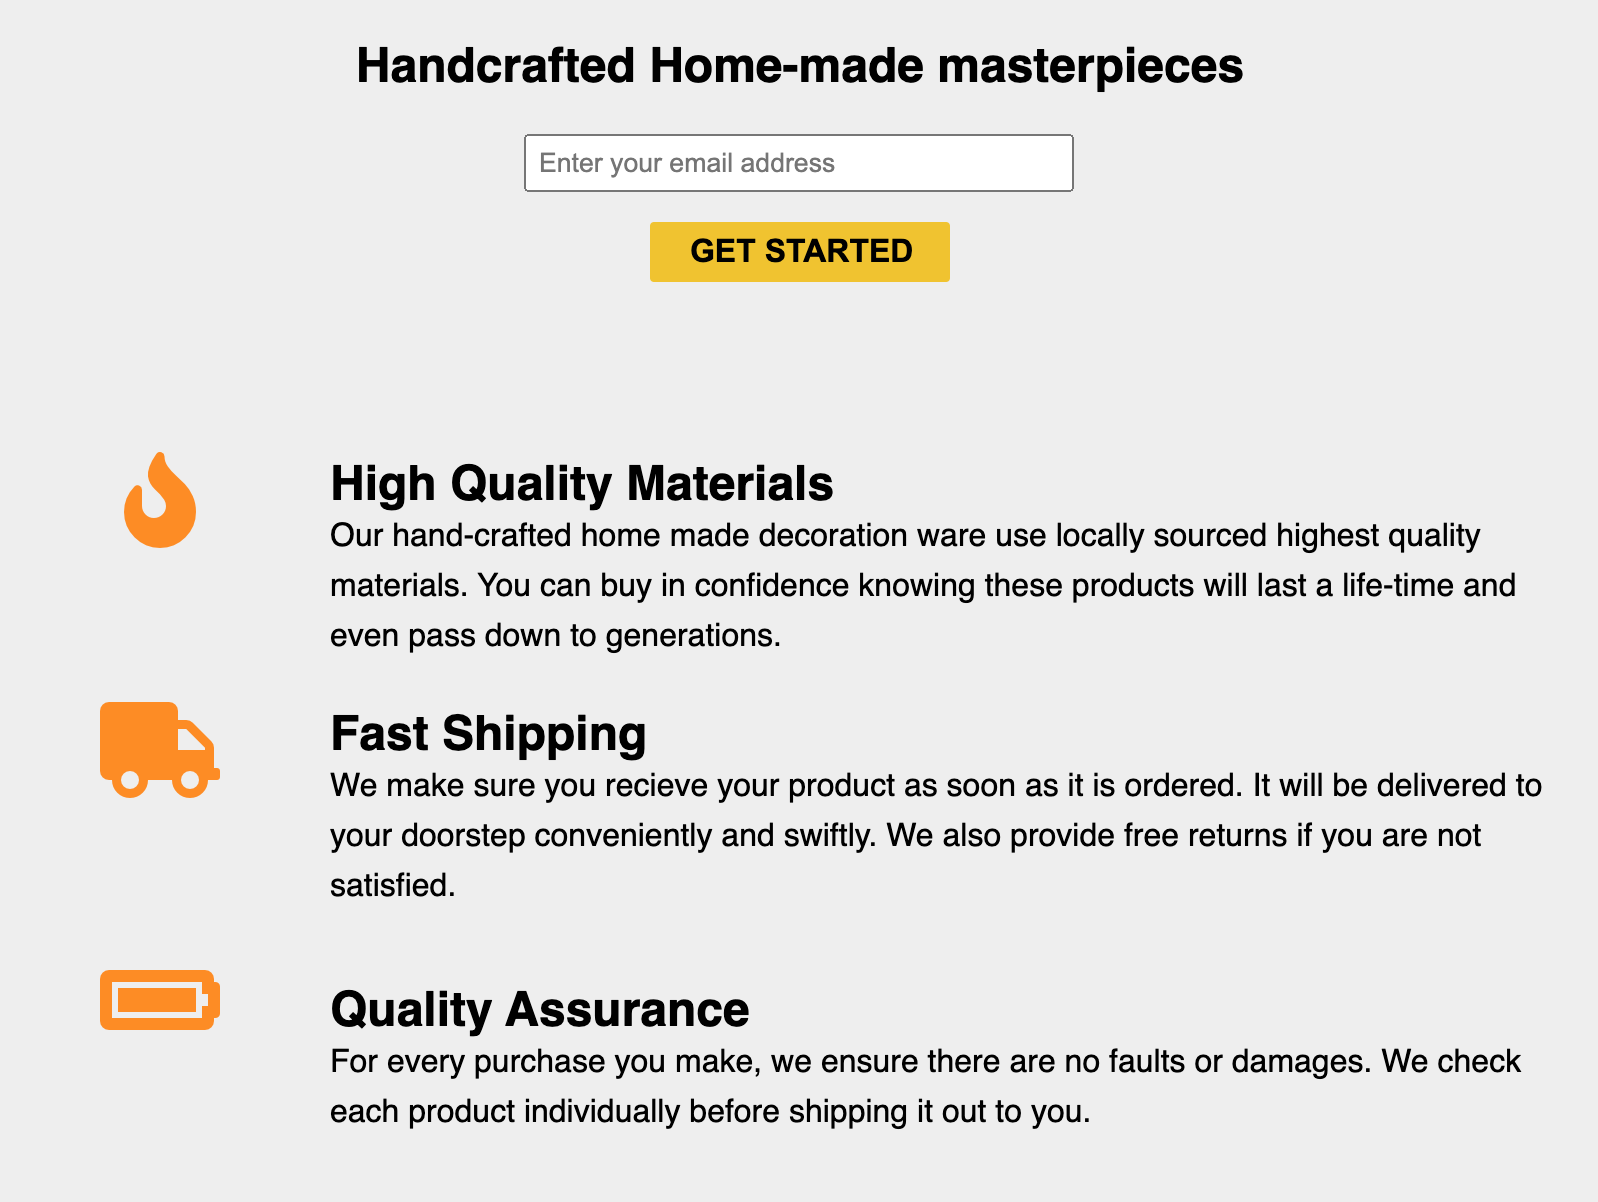 Handcrafted Home-made masterpieces
Enter your email address
GET STARTED
High Quality Materials
Our hand-crafted home made decoration ware use locally sourced highest quality
materials. You can buy in confidence knowing these products will last a life-time and
even pass down to generations.
Fast Shipping
We make sure you recieve your product as soon as it is ordered. It will be delivered to
your doorstep conveniently and swiftly. We also provide free returns if you are not
satisfied.
Quality Assurance
For every purchase you make, we ensure there are no faults or damages. We check
each product individually before shipping it out to you.